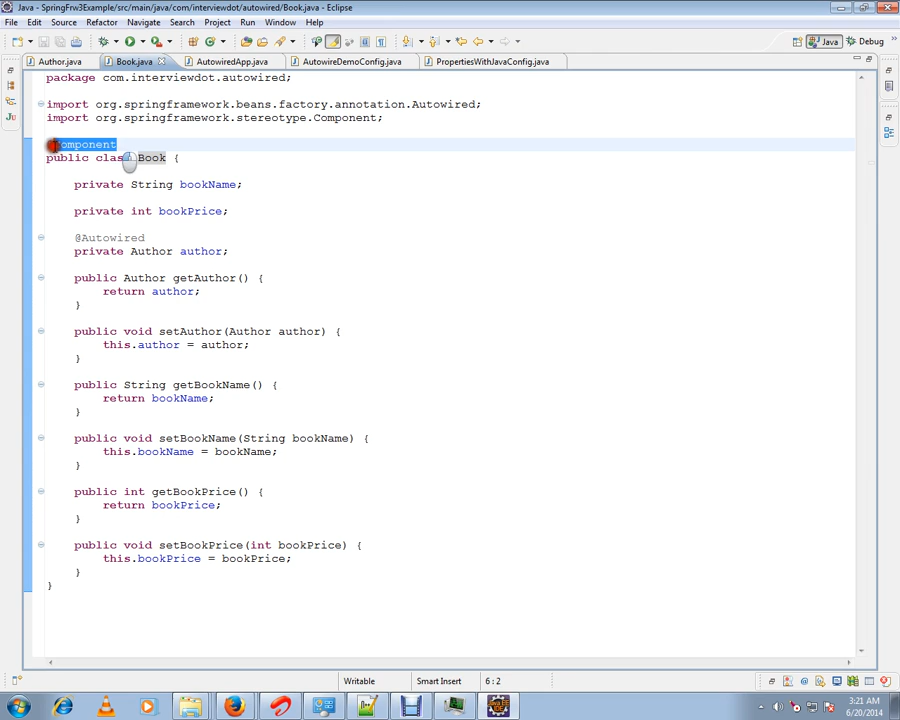 Java - SpringFrw3Example/src/main/java/com/interviewdot/autowired/Book.java - Eclipse
File Edit Source Refactor Navigate Search Project Run Window Help
Java Debug
Author.java Book.java AutowiredApp.java AutowireDemoConfig.java PropertiesWithJavaConfig.java
package com.interviewdot.autowired;
import org.springframework.beans.factory.annotation.Autowired;
import org.springframework.stereotype.Component;
omponent
public class Book {
private String bookName;
private int bookPrice;
@Autowired
private Author author;
public Author getAuthor() {
return author;
}
public void setAuthor(Author author) {
this.author = author;
}
public String getBookName() {
return bookName;
}
public void setBookName(String bookName) {
this.bookName = bookName;
}
public int getBookPrice() {
return bookPrice;
}
public void setBookPrice(int bookPrice) {
this.bookPrice = bookPrice;
}
}
Writable Smart Insert 6 : 2
3:21 AM
6/20/2014